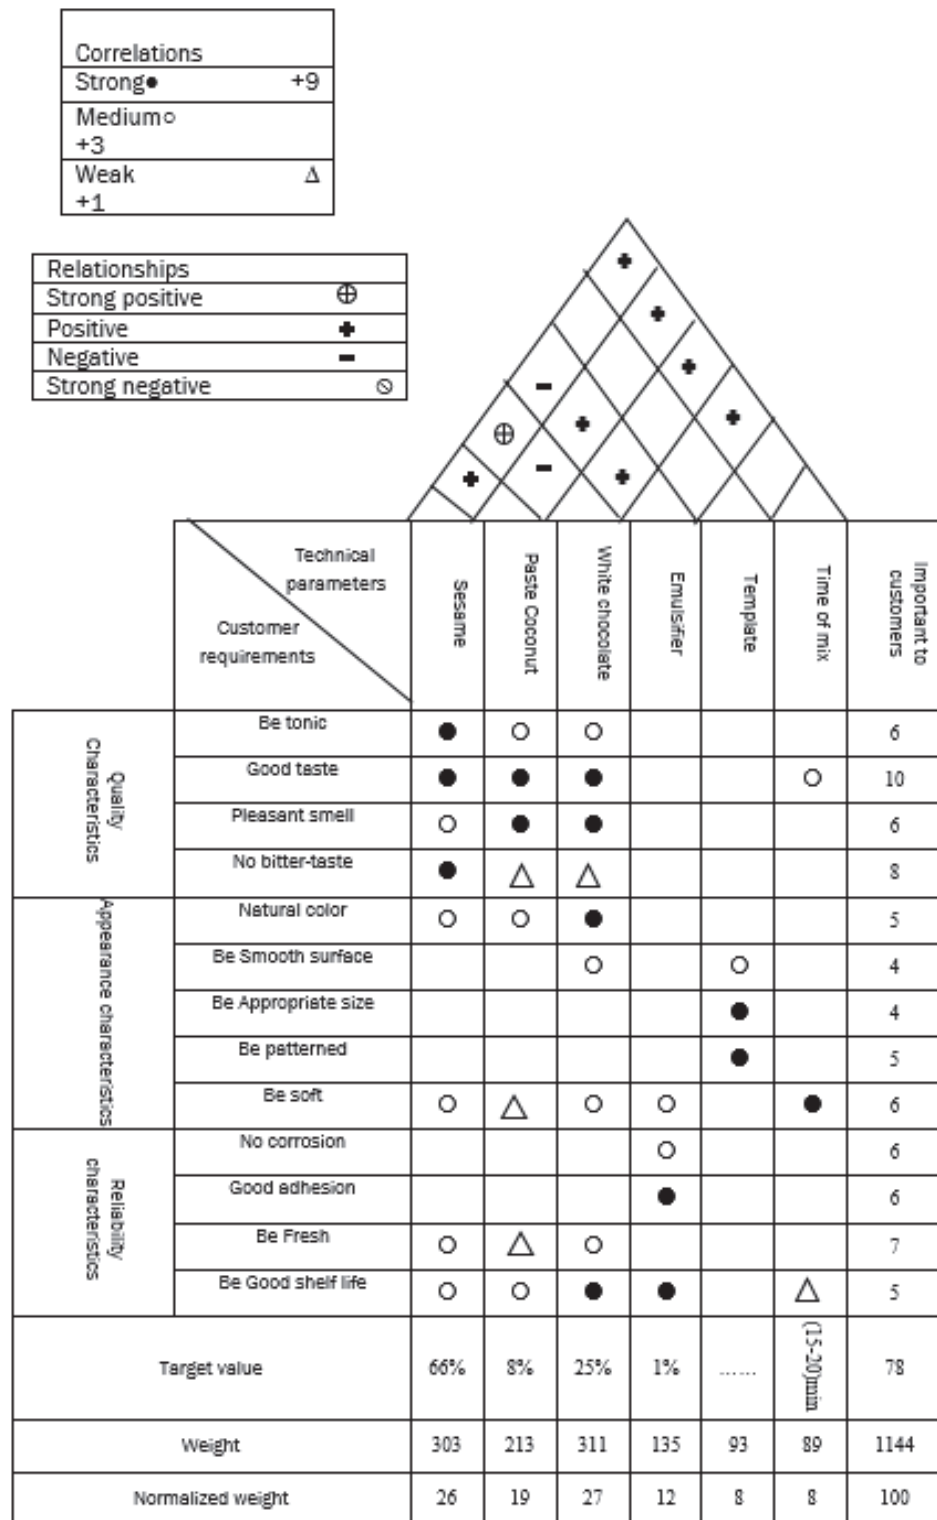 Correlations
Strong● +9
Medium○
+3
Weak Δ
+1
Relationships
Strong positive ⊕
Positive ✚
Negative ━
Strong negative ⦸
Technical
parameters
Customer
requirements
Sesame
Paste Coconut
White chocolate
Emulsifier
Template
Time of mix
Important to
customers
Quality
Characteristics
Be tonic ● ○ ○ 6
Good taste ● ● ● ○ 10
Pleasant smell ○ ● ● 6
No bitter-taste ● △ △ 8
Appearance characteristics
Natural color ○ ○ ● 5
Be Smooth surface ○ ○ 4
Be Appropriate size ● 4
Be patterned ● 5
Be soft ○ △ ○ ○ ● 6
Reliability
characteristics
No corrosion ○ 6
Good adhesion ● 6
Be Fresh ○ △ ○ 7
Be Good shelf life ○ ○ ● ● △ 5
Target value 66% 8% 25% 1% ...... (15-20)min 78
Weight 303 213 311 135 93 89 1144
Normalized weight 26 19 27 12 8 8 100